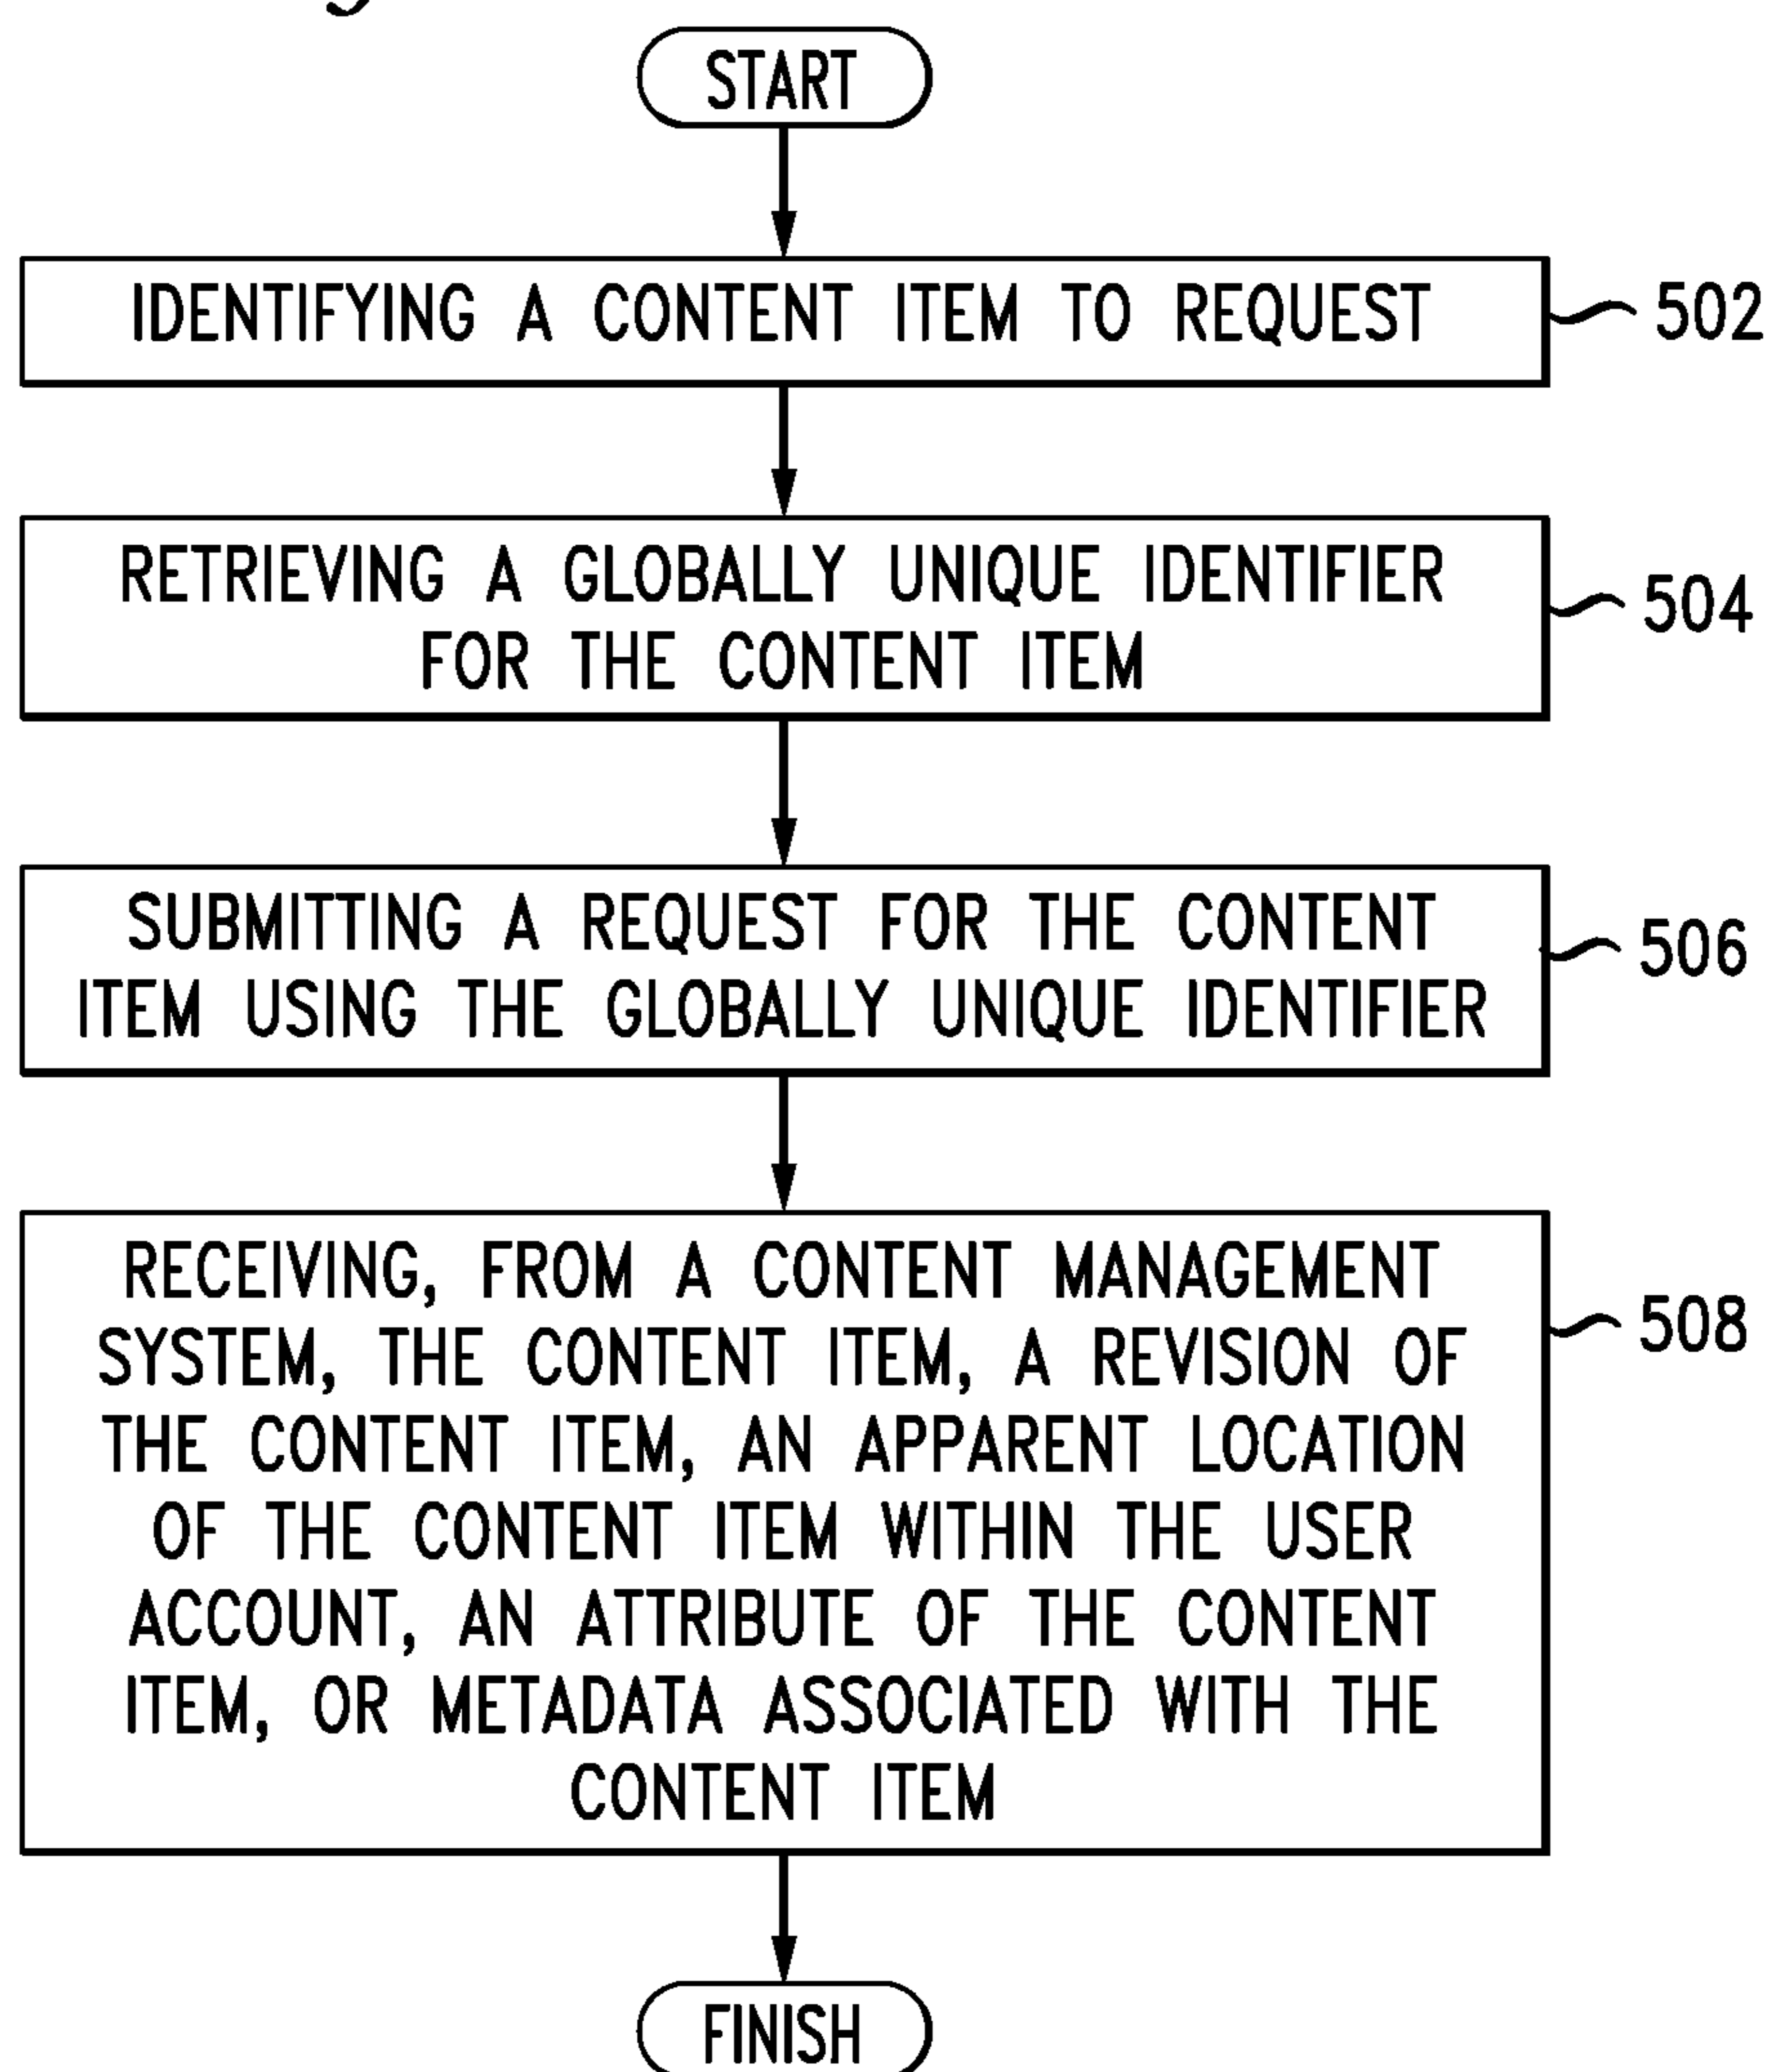 START
IDENTIFYING A CONTENT ITEM TO REQUEST
502
RETRIEVING A GLOBALLY UNIQUE IDENTIFIER
FOR THE CONTENT ITEM
504
SUBMITTING A REQUEST FOR THE CONTENT
ITEM USING THE GLOBALLY UNIQUE IDENTIFIER
506
RECEIVING, FROM A CONTENT MANAGEMENT
SYSTEM, THE CONTENT ITEM, A REVISION OF
THE CONTENT ITEM, AN APPARENT LOCATION
OF THE CONTENT ITEM WITHIN THE USER
ACCOUNT, AN ATTRIBUTE OF THE CONTENT
ITEM, OR METADATA ASSOCIATED WITH THE
CONTENT ITEM
508
FINISH